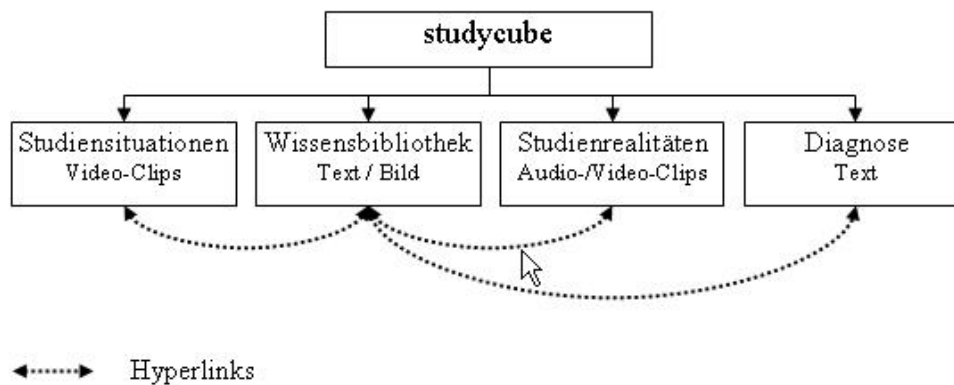 studycube
Studiensituationen
Video-Clips
Wissensbibliothek
Text / Bild
Studienrealitäten
Audio-/Video-Clips
Diagnose
Text
Hyperlinks